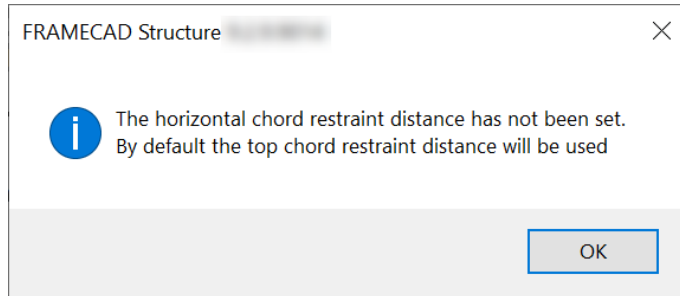 FRAMECAD Structure
The horizontal chord restraint distance has not been set.
By default the top chord restraint distance will be used
OK